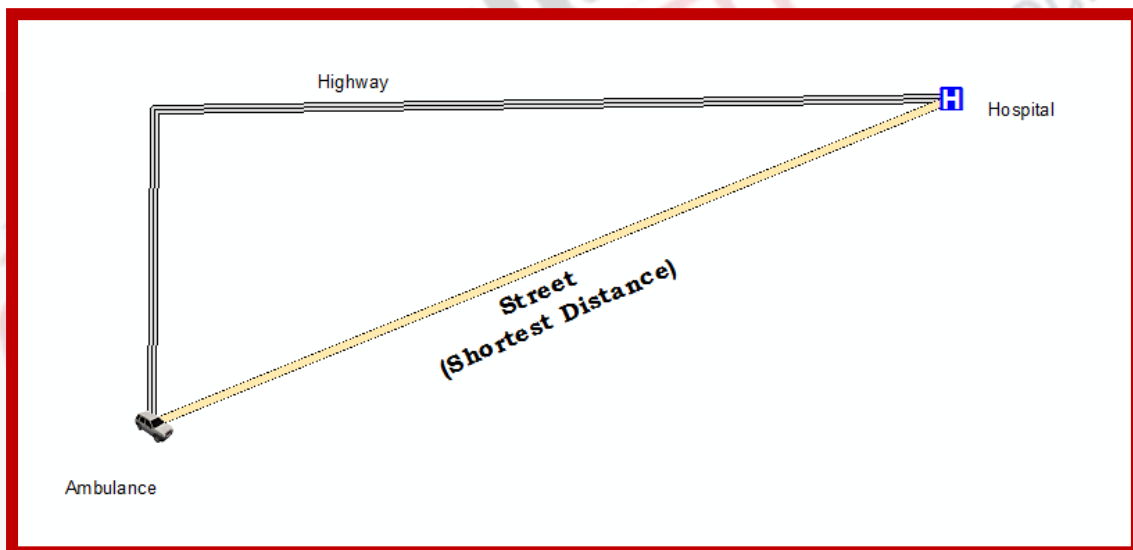 Highway
H
Hospital
Street
(Shortest Distance)
Ambulance